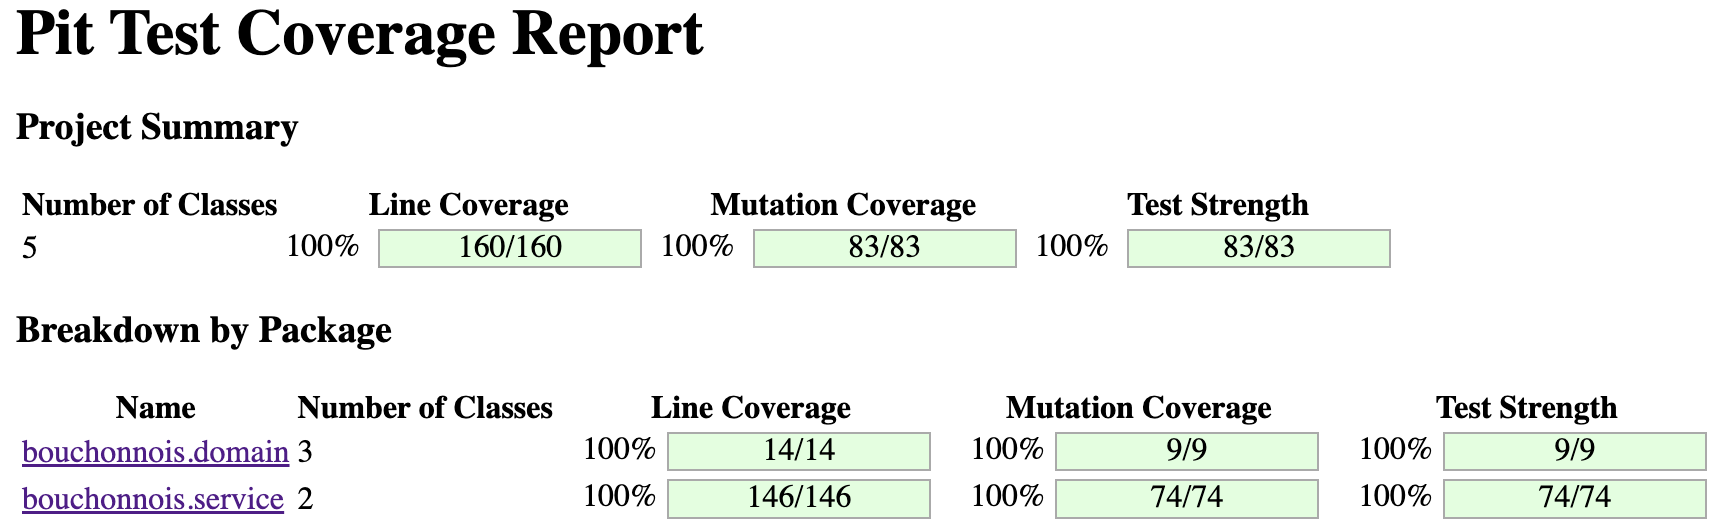 Pit Test Coverage Report
Project Summary
Number of Classes Line Coverage Mutation Coverage Test Strength
5 100% 160/160 100% 83/83 100% 83/83
Breakdown by Package
Name Number of Classes Line Coverage Mutation Coverage Test Strength
bouchonnois.domain 3 100% 14/14 100% 9/9 100% 9/9
bouchonnois.service 2 100% 146/146 100% 74/74 100% 74/74